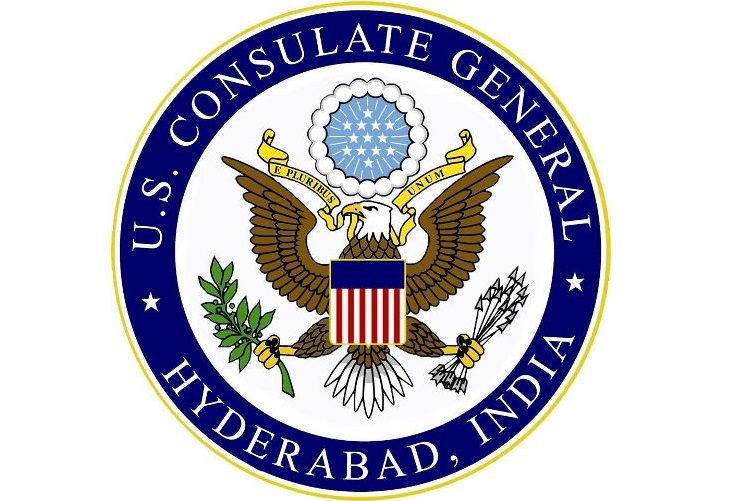 U.S. CONSULATE GENERAL
E PLURIBUS UNUM
HYDERABAD, INDIA